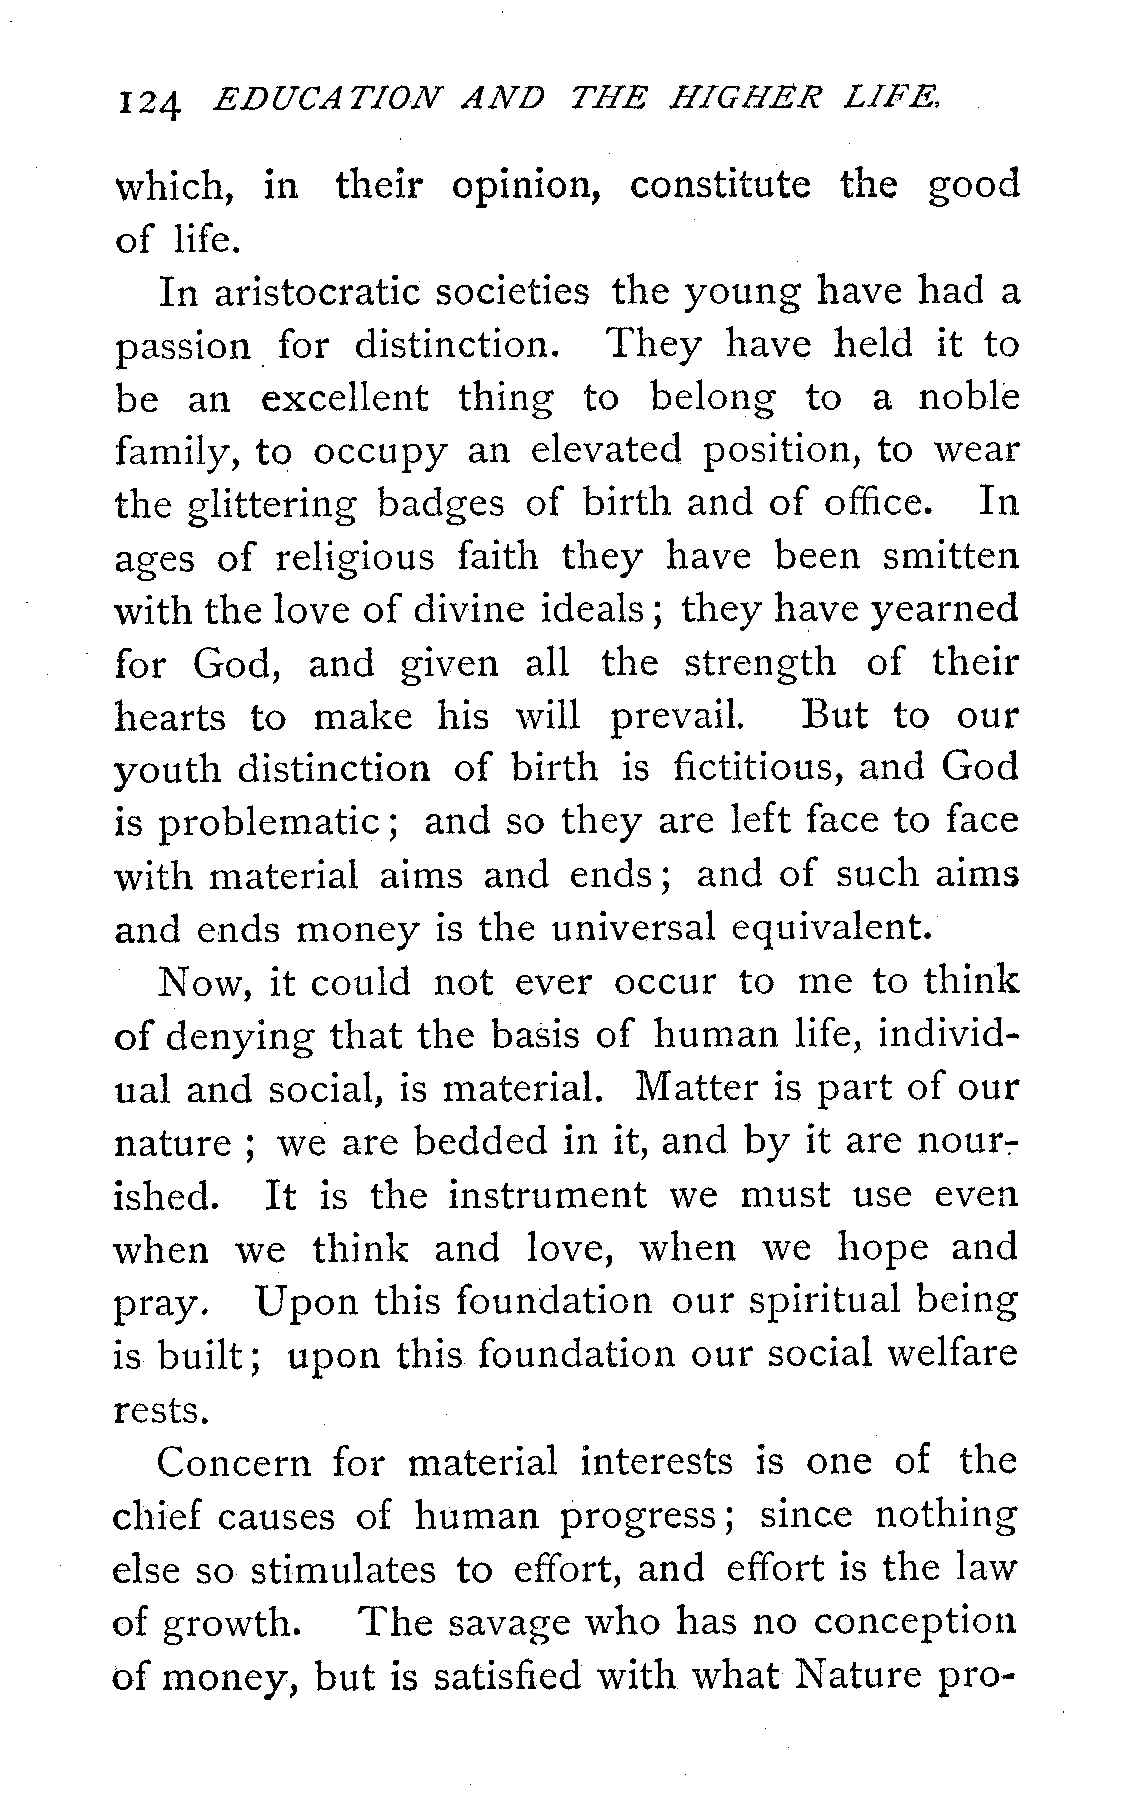 124 EDUCATION AND THE HIGHER LIFE.
which, in their opinion, constitute the good
of life.
In aristocratic societies the young have had a
passion for distinction. They have held it to
be an excellent thing to belong to a noble
family, to occupy an elevated position, to wear
the glittering badges of birth and of office. In
ages of religious faith they have been smitten
with the love of divine ideals; they have yearned
for God, and given all the strength of their
hearts to make his will prevail. But to our
youth distinction of birth is fictitious, and God
is problematic; and so they are left face to face
with material aims and ends; and of such aims
and ends money is the universal equivalent.
Now, it could not ever occur to me to think
of denying that the basis of human life, individ-
ual and social, is material. Matter is part of our
nature; we are bedded in it, and by it are nour-
ished. It is the instrument we must use even
when we think and love, when we hope and
pray. Upon this foundation our spiritual being
is built; upon this foundation our social welfare
rests.
Concern for material interests is one of the
chief causes of human progress; since nothing
else so stimulates to effort, and effort is the law
of growth. The savage who has no conception
of money, but is satisfied with what Nature pro-